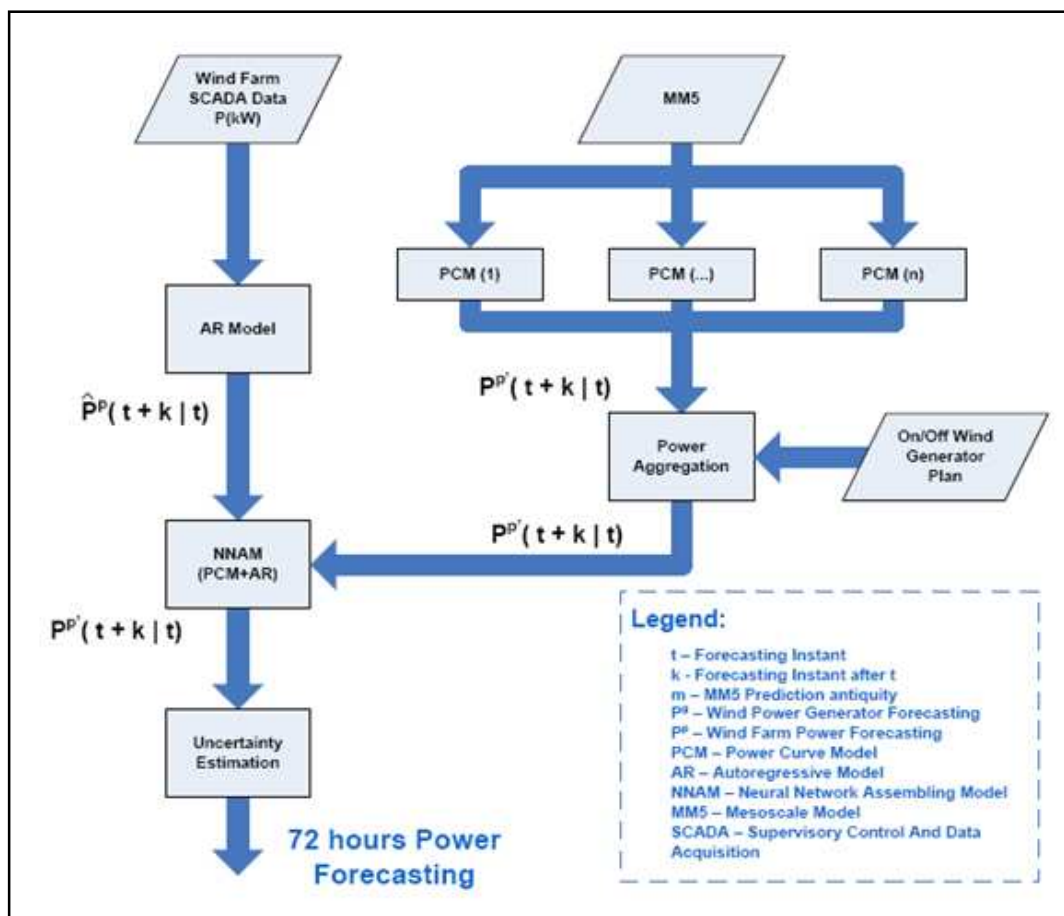 Wind Farm
SCADA Data
P(kW)
MM5
PCM (1)
PCM (...)
PCM (n)
AR Model
P̂ᵖ( t + k | t)
Pᵖ'( t + k | t)
Power
Aggregation
On/Off Wind
Generator
Plan
Pᵖ'( t + k | t)
NNAM
(PCM+AR)
Pᵖ'( t + k | t)
Uncertainty
Estimation
72 hours Power
Forecasting
Legend:
t – Forecasting Instant
k - Forecasting Instant after t
m – MM5 Prediction antiquity
Pᵍ – Wind Power Generator Forecasting
Pᵖ – Wind Farm Power Forecasting
PCM – Power Curve Model
AR – Autoregressive Model
NNAM – Neural Network Assembling Model
MM5 – Mesoscale Model
SCADA – Supervisory Control And Data
Acquisition